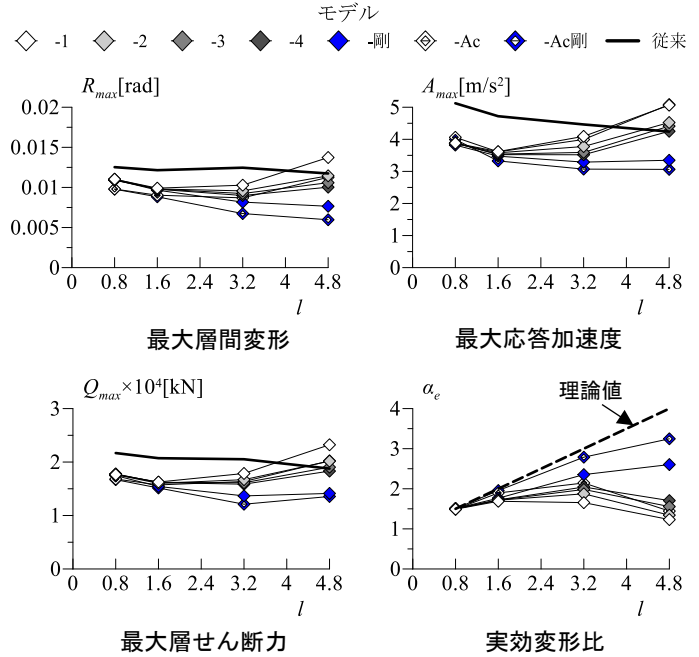 モデル
-1 -2 -3 -4 -剛 -Ac -Ac剛 従来
Rmax[rad]
0.02
0.015
0.01
0.005
0
0 0.8 1.6 2.4 3.2 4 4.8
l
最大層間変形
Amax[m/s²]
5
4
3
2
1
0
0 0.8 1.6 2.4 3.2 4 4.8
l
最大応答加速度
Qmax×10⁴[kN]
3
2
1
0
0 0.8 1.6 2.4 3.2 4 4.8
l
最大層せん断力
αe
理論値
4
3
2
1
0
0 0.8 1.6 2.4 3.2 4 4.8
l
実効変形比